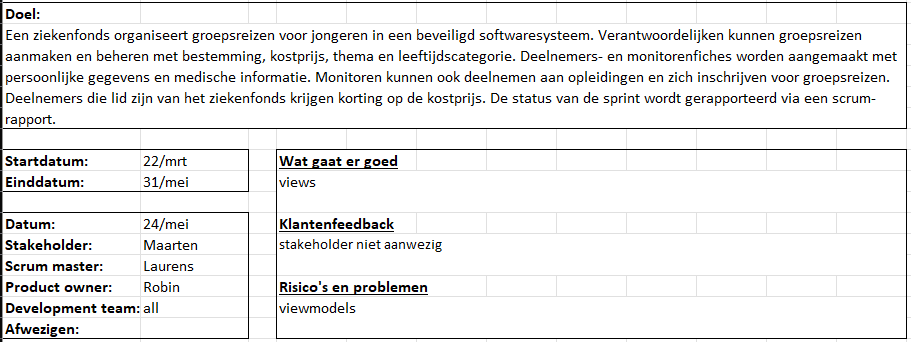 Doel:
Een ziekenfonds organiseert groepsreizen voor jongeren in een beveiligd softwaresysteem. Verantwoordelijken kunnen groepsreizen
aanmaken en beheren met bestemming, kostprijs, thema en leeftijdscategorie. Deelnemers- en monitorenfiches worden aangemaakt met
persoonlijke gegevens en medische informatie. Monitoren kunnen ook deelnemen aan opleidingen en zich inschrijven voor groepsreizen.
Deelnemers die lid zijn van het ziekenfonds krijgen korting op de kostprijs. De status van de sprint wordt gerapporteerd via een scrum-
rapport.
Startdatum: 22/mrt
Einddatum: 31/mei
Datum: 24/mei
Stakeholder: Maarten
Scrum master: Laurens
Product owner: Robin
Development team: all
Afwezigen:
Wat gaat er goed
views
Klantenfeedback
stakeholder niet aanwezig
Risico's en problemen
viewmodels